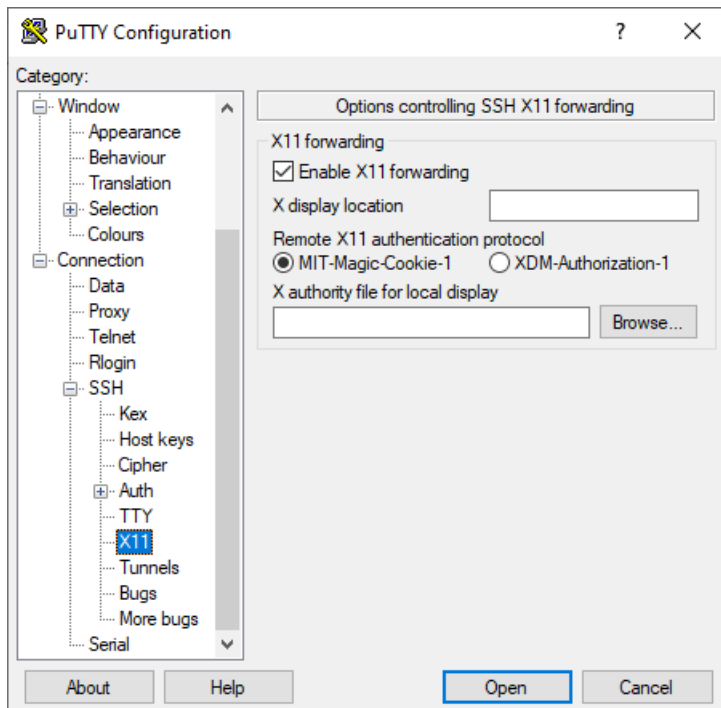 PuTTY Configuration ? X
Category:
Window
Appearance
Behaviour
Translation
Selection
Colours
Connection
Data
Proxy
Telnet
Rlogin
SSH
Kex
Host keys
Cipher
Auth
TTY
X11
Tunnels
Bugs
More bugs
Serial
Options controlling SSH X11 forwarding
X11 forwarding
Enable X11 forwarding
X display location
Remote X11 authentication protocol
MIT-Magic-Cookie-1 XDM-Authorization-1
X authority file for local display
Browse...
About Help Open Cancel